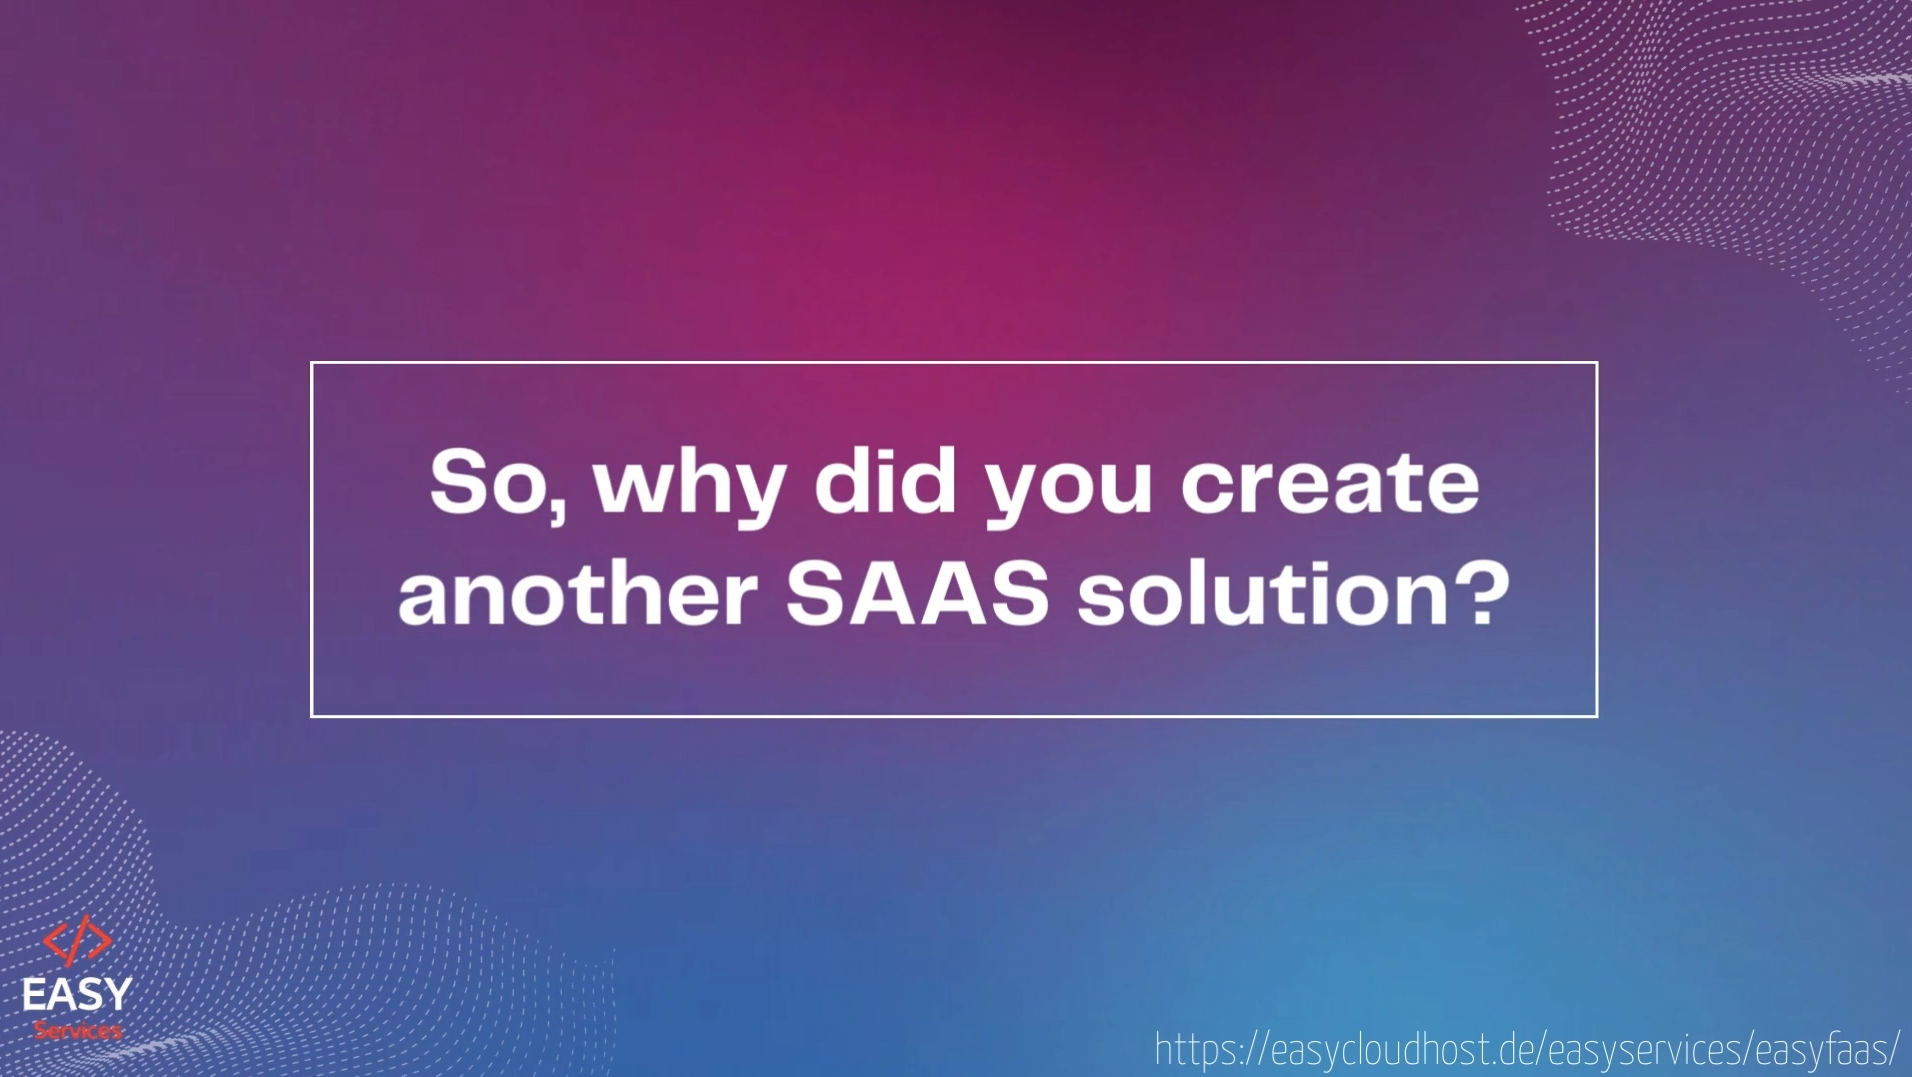 So, why did you create
another SAAS solution?
</>
EASY
Services
https://easycloudhost.de/easyservices/easyfaas/